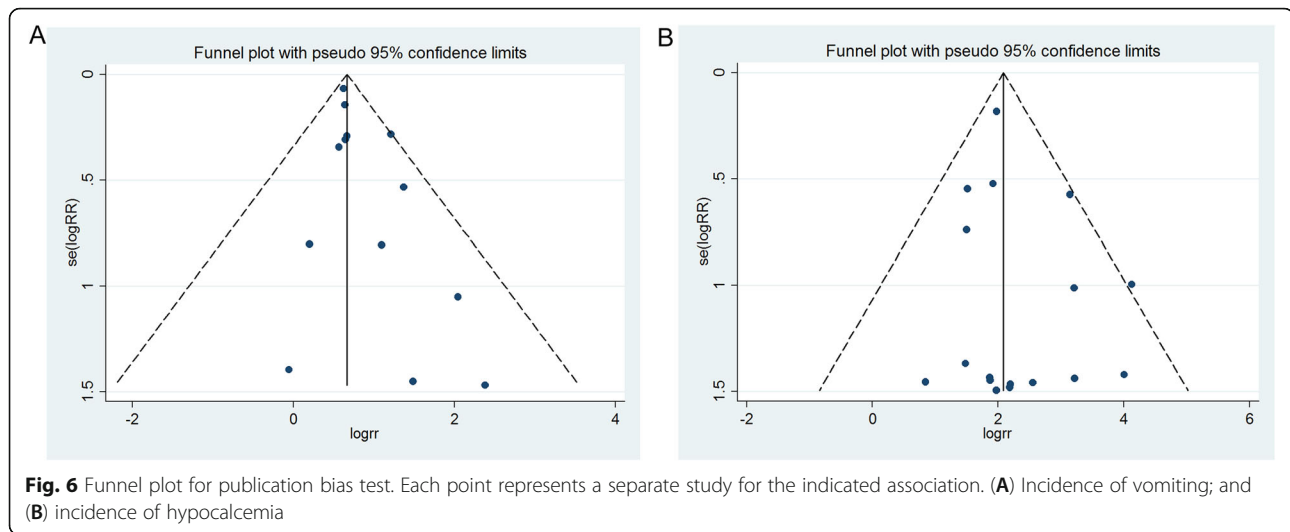 A
Funnel plot with pseudo 95% confidence limits
se(logRR)
0
.5
1
1.5
-2
0
2
4
logrr
B
Funnel plot with pseudo 95% confidence limits
se(logRR)
0
.5
1
1.5
-2
0
2
4
6
logrr
Fig. 6 Funnel plot for publication bias test. Each point represents a separate study for the indicated association. (A) Incidence of vomiting; and
(B) incidence of hypocalcemia